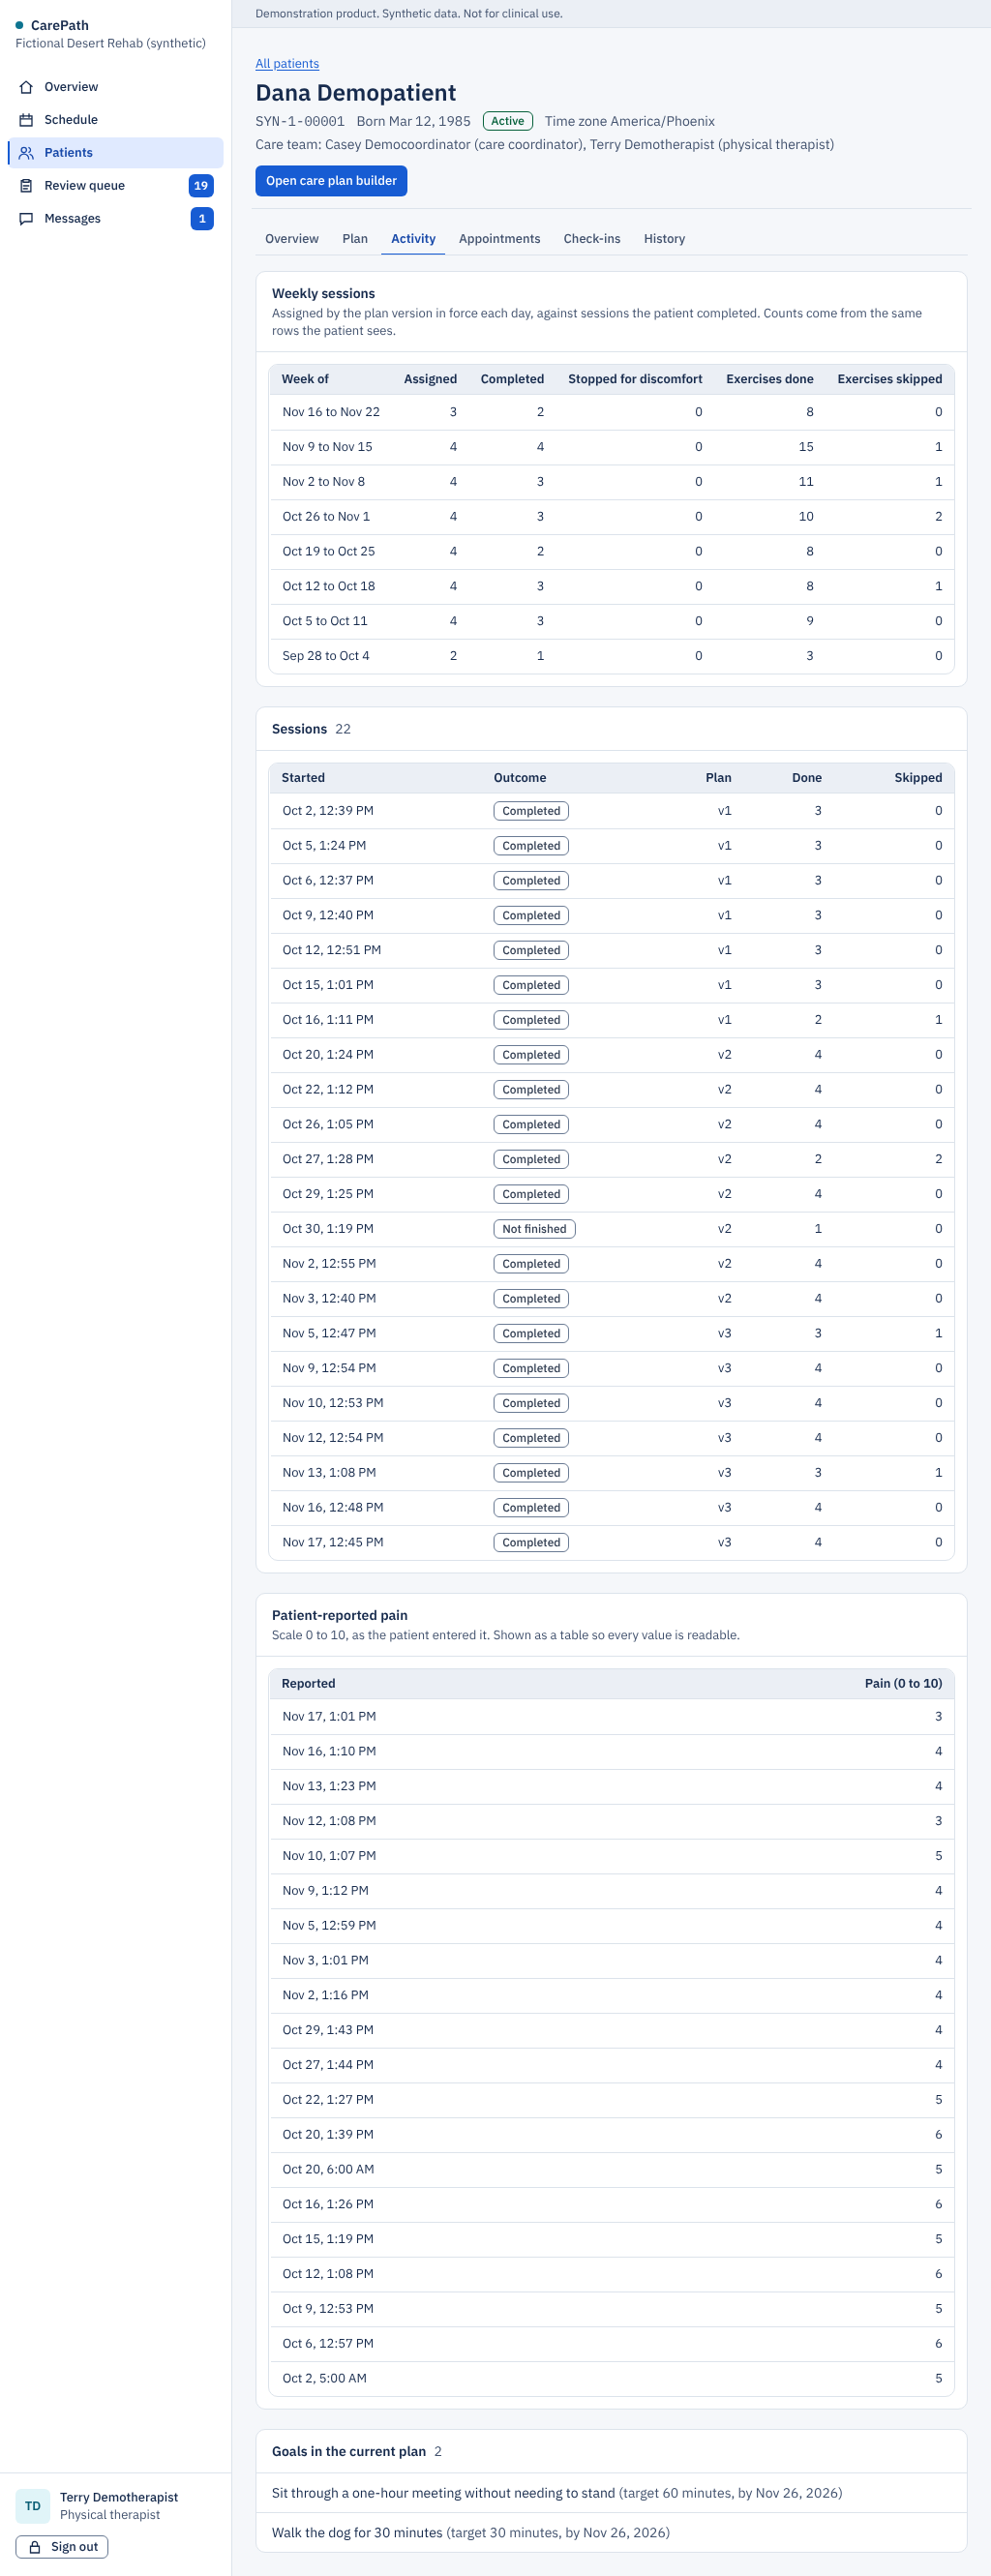 CarePath
Fictional Desert Rehab (synthetic)
Overview
Schedule
Patients
Review queue 19
Messages 1
Demonstration product. Synthetic data. Not for clinical use.
All patients
Dana Demopatient
SYN-1-00001 Born Mar 12, 1985 Active Time zone America/Phoenix
Care team: Casey Democoordinator (care coordinator), Terry Demotherapist (physical therapist)
Open care plan builder
Overview Plan Activity Appointments Check-ins History
Weekly sessions
Assigned by the plan version in force each day, against sessions the patient completed. Counts come from the same
rows the patient sees.
Week of Assigned Completed Stopped for discomfort Exercises done Exercises skipped
Nov 16 to Nov 22 3 2 0 8 0
Nov 9 to Nov 15 4 4 0 15 1
Nov 2 to Nov 8 4 3 0 11 1
Oct 26 to Nov 1 4 3 0 10 2
Oct 19 to Oct 25 4 2 0 8 0
Oct 12 to Oct 18 4 3 0 8 1
Oct 5 to Oct 11 4 3 0 9 0
Sep 28 to Oct 4 2 1 0 3 0
Sessions 22
Started Outcome Plan Done Skipped
Oct 2, 12:39 PM Completed v1 3 0
Oct 5, 1:24 PM Completed v1 3 0
Oct 6, 12:37 PM Completed v1 3 0
Oct 9, 12:40 PM Completed v1 3 0
Oct 12, 12:51 PM Completed v1 3 0
Oct 15, 1:01 PM Completed v1 3 0
Oct 16, 1:11 PM Completed v1 2 1
Oct 20, 1:24 PM Completed v2 4 0
Oct 22, 1:12 PM Completed v2 4 0
Oct 26, 1:05 PM Completed v2 4 0
Oct 27, 1:28 PM Completed v2 2 2
Oct 29, 1:25 PM Completed v2 4 0
Oct 30, 1:19 PM Not finished v2 1 0
Nov 2, 12:55 PM Completed v2 4 0
Nov 3, 12:40 PM Completed v2 4 0
Nov 5, 12:47 PM Completed v3 3 1
Nov 9, 12:54 PM Completed v3 4 0
Nov 10, 12:53 PM Completed v3 4 0
Nov 12, 12:54 PM Completed v3 4 0
Nov 13, 1:08 PM Completed v3 3 1
Nov 16, 12:48 PM Completed v3 4 0
Nov 17, 12:45 PM Completed v3 4 0
Patient-reported pain
Scale 0 to 10, as the patient entered it. Shown as a table so every value is readable.
Reported Pain (0 to 10)
Nov 17, 1:01 PM 3
Nov 16, 1:10 PM 4
Nov 13, 1:23 PM 4
Nov 12, 1:08 PM 3
Nov 10, 1:07 PM 5
Nov 9, 1:12 PM 4
Nov 5, 12:59 PM 4
Nov 3, 1:01 PM 4
Nov 2, 1:16 PM 4
Oct 29, 1:43 PM 4
Oct 27, 1:44 PM 4
Oct 22, 1:27 PM 5
Oct 20, 1:39 PM 6
Oct 20, 6:00 AM 5
Oct 16, 1:26 PM 6
Oct 15, 1:19 PM 5
Oct 12, 1:08 PM 6
Oct 9, 12:53 PM 5
Oct 6, 12:57 PM 6
Oct 2, 5:00 AM 5
Goals in the current plan 2
Sit through a one-hour meeting without needing to stand (target 60 minutes, by Nov 26, 2026)
Walk the dog for 30 minutes (target 30 minutes, by Nov 26, 2026)
TD
Terry Demotherapist
Physical therapist
Sign out